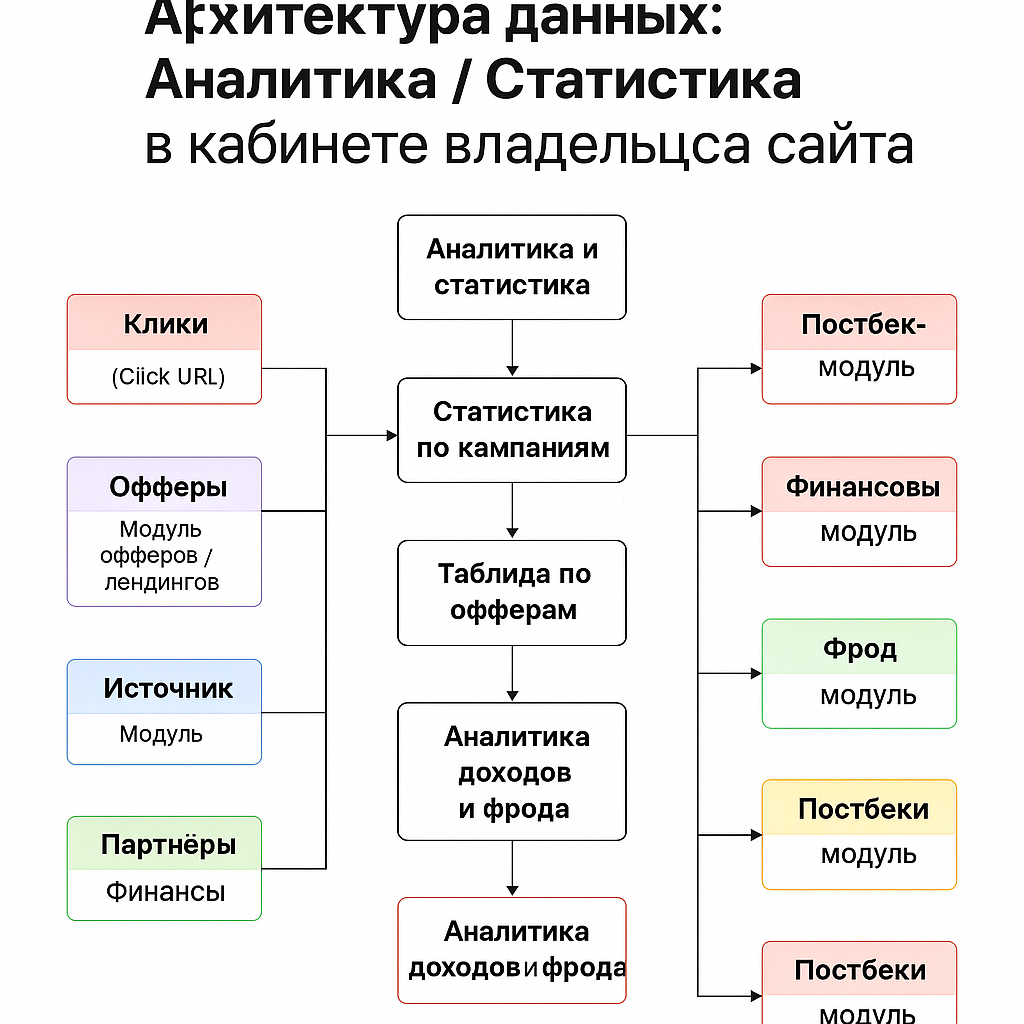 Архитектура данных:
Аналитика / Статистика
в кабинете владельцса сайта
Аналитика и
статистика
Клики
(Ciick URL)
Офферы
Модуль
офферов /
лендингов
Источник
Модуль
Партнёры
Финансы
Статистика
по кампаниям
Таблида по
офферам
Аналитика
доходов
и фрода
Аналитика
доходов и фрода
Постбек-
модуль
Финансовы
модуль
Фрод
модуль
Постбеки
модуль
Постбеки
модуль